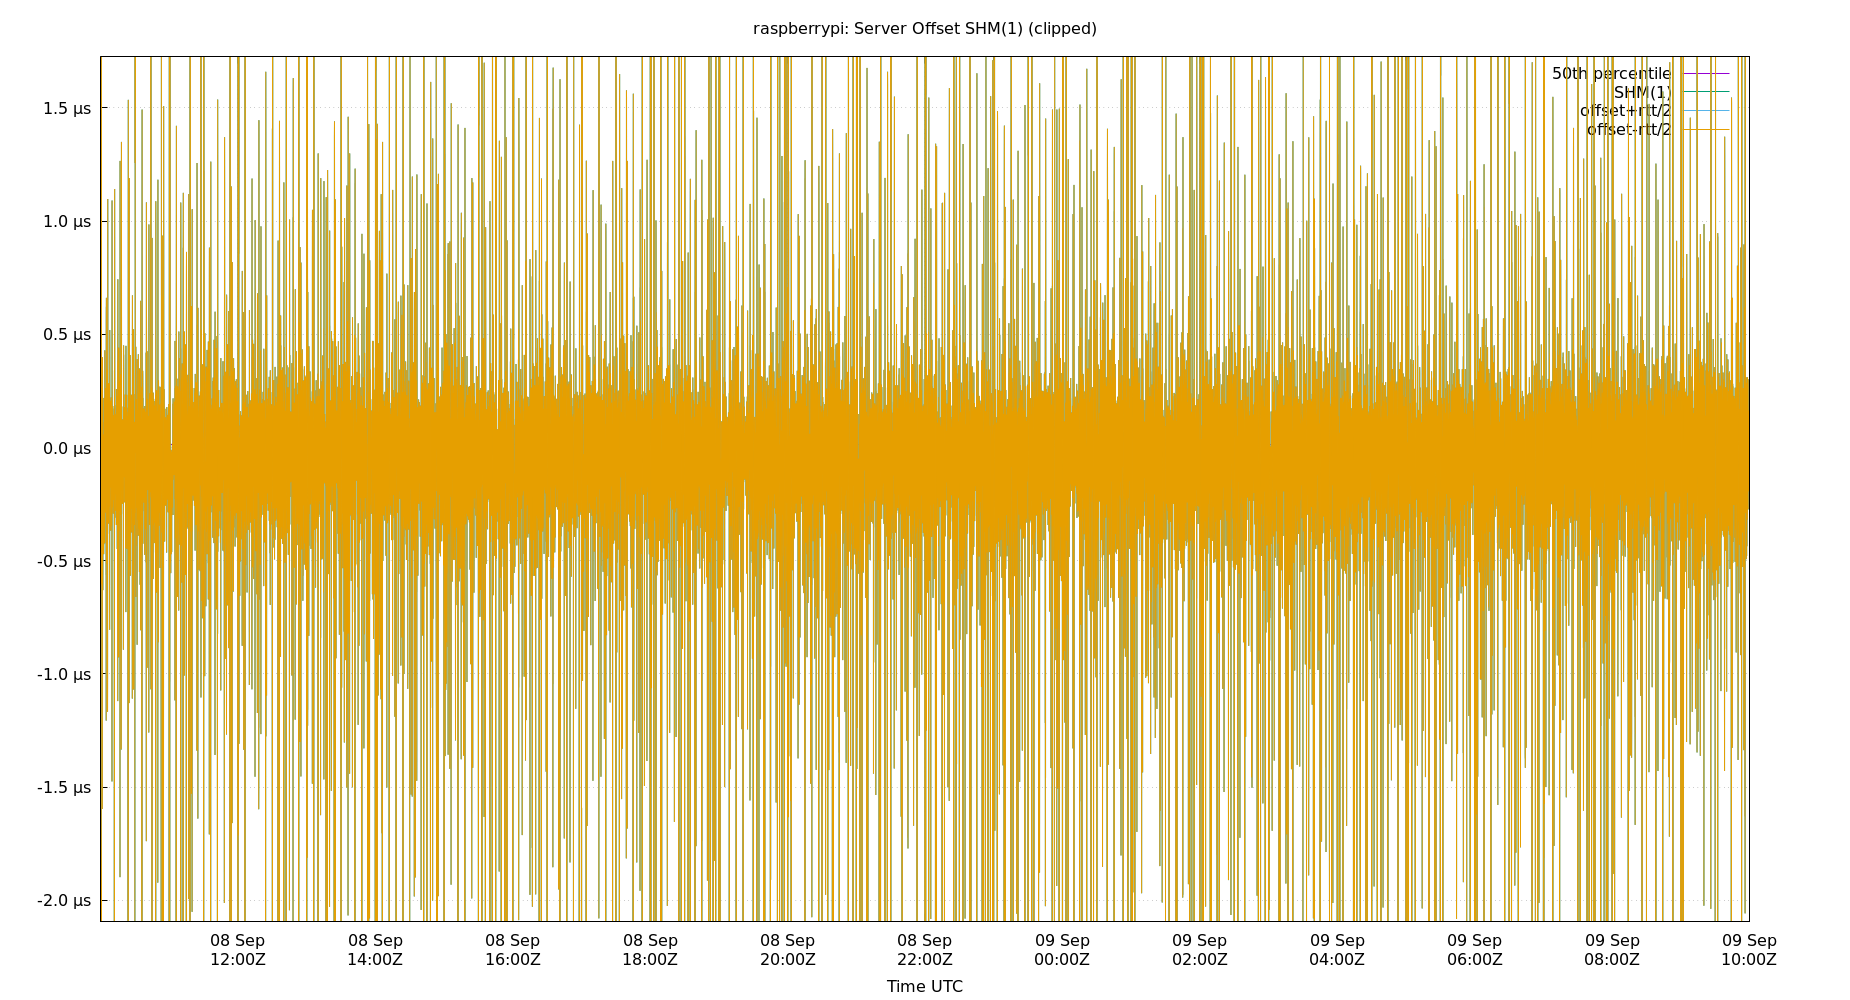 raspberrypi: Server Offset SHM(1) (clipped)
50th percentile
SHM(1)
offset+rtt/2
offset-rtt/2
1.5 µs
1.0 µs
0.5 µs
0.0 µs
-0.5 µs
-1.0 µs
-1.5 µs
-2.0 µs
08 Sep 08 Sep 08 Sep 08 Sep 08 Sep 08 Sep 09 Sep 09 Sep 09 Sep 09 Sep 09 Sep 09 Sep
12:00Z 14:00Z 16:00Z 18:00Z 20:00Z 22:00Z 00:00Z 02:00Z 04:00Z 06:00Z 08:00Z 10:00Z
Time UTC